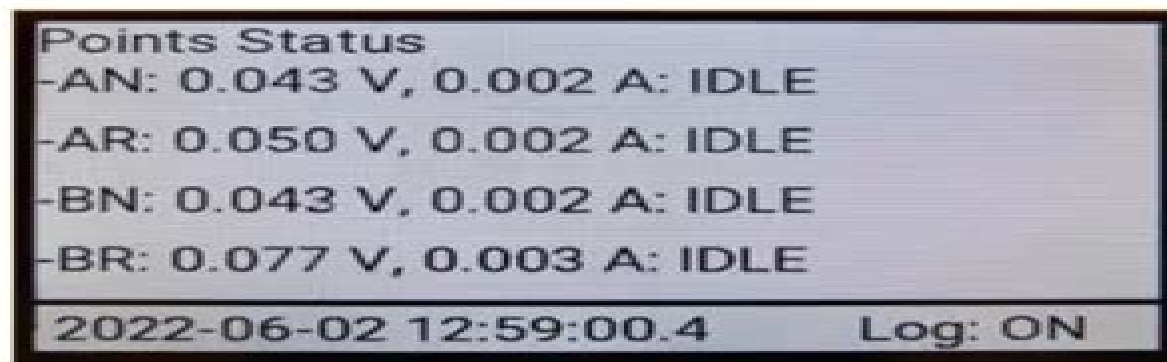 Points Status
-AN: 0.043 V, 0.002 A: IDLE
-AR: 0.050 V, 0.002 A: IDLE
-BN: 0.043 V, 0.002 A: IDLE
-BR: 0.077 V, 0.003 A: IDLE
2022-06-02 12:59:00.4 Log: ON